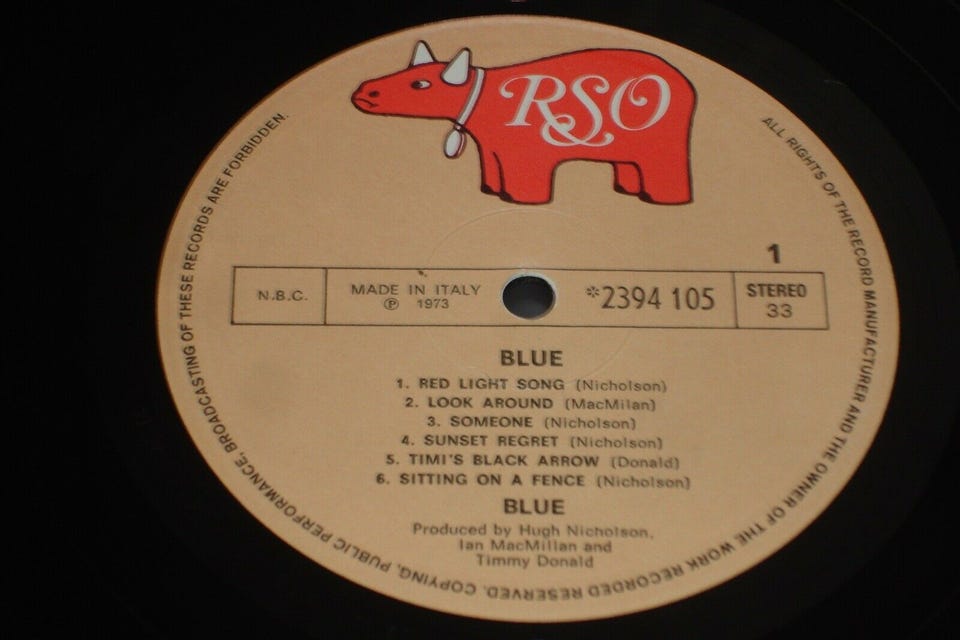 RSO
COPYING, PUBLIC PERFORMANCE, BROADCASTING OF THESE RECORDS ARE FORBIDDEN.
ALL RIGHTS OF THE RECORD MANUFACTURER AND THE OWNER OF THE WORK RECORDED RESERVED.
1
N.B.C.
MADE IN ITALY
℗ 1973
*2394 105
STEREO
33
BLUE
1. RED LIGHT SONG (Nicholson)
2. LOOK AROUND (MacMilan)
3. SOMEONE (Nicholson)
4. SUNSET REGRET (Nicholson)
5. TIMI'S BLACK ARROW (Donald)
6. SITTING ON A FENCE (Nicholson)
BLUE
Produced by Hugh Nicholson,
Ian MacMillan and
Timmy Donald